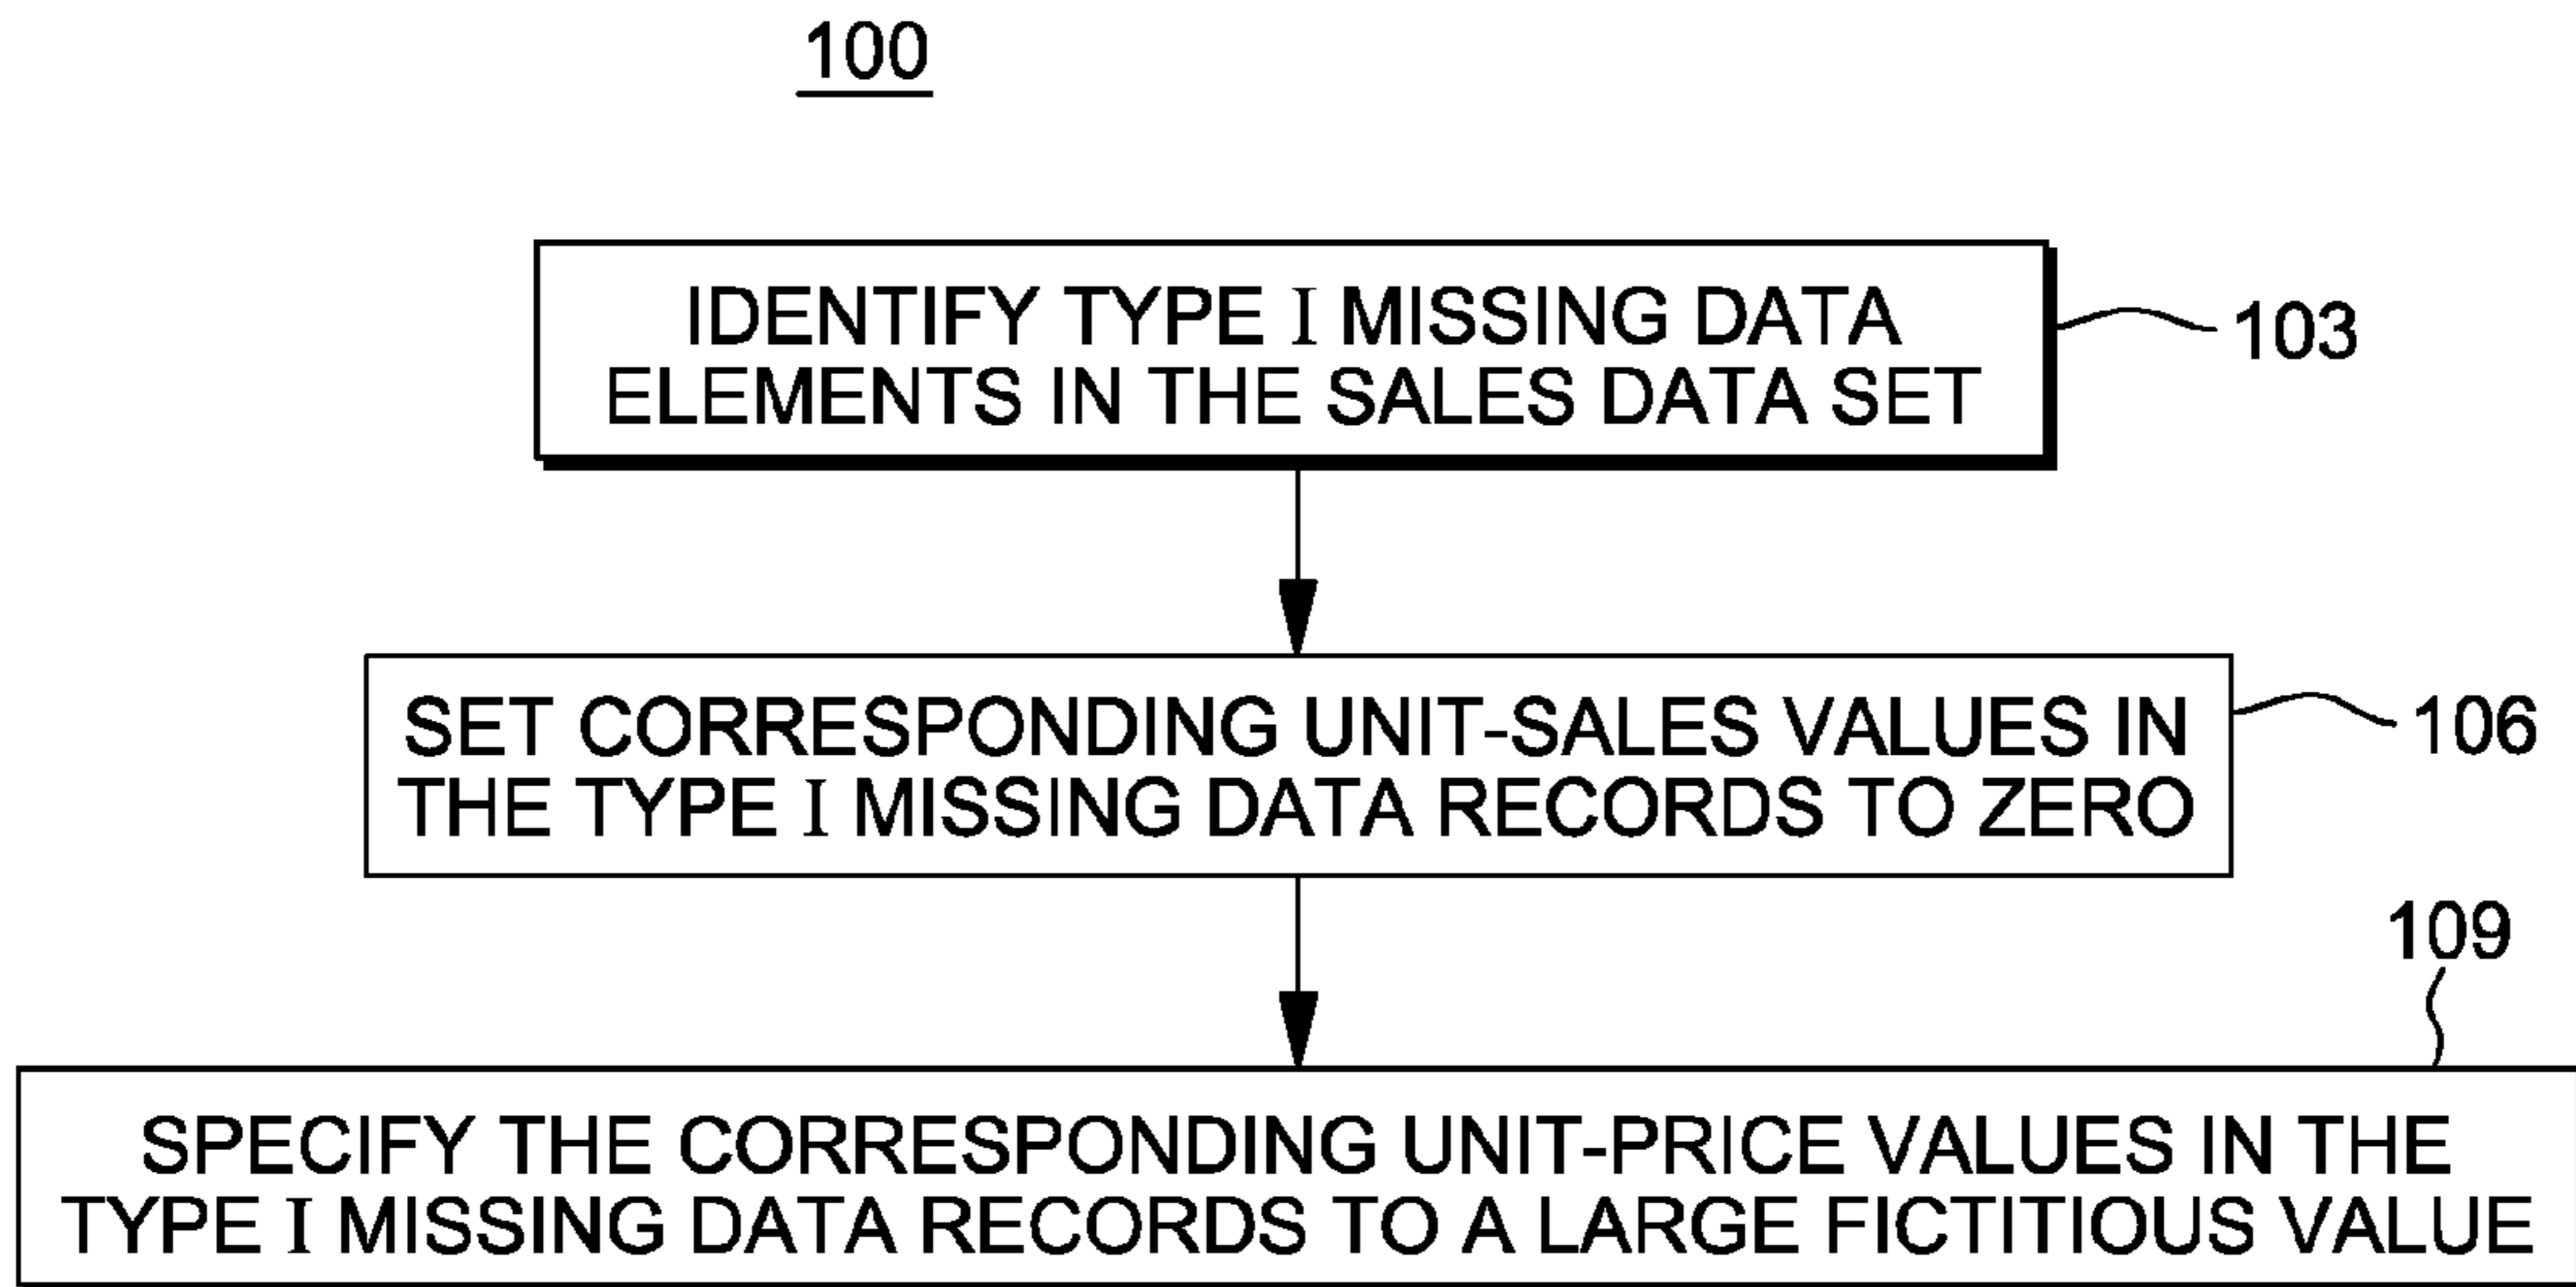 100
IDENTIFY TYPE I MISSING DATA
ELEMENTS IN THE SALES DATA SET
103
SET CORRESPONDING UNIT-SALES VALUES IN
THE TYPE I MISSING DATA RECORDS TO ZERO
106
109
SPECIFY THE CORRESPONDING UNIT-PRICE VALUES IN THE
TYPE I MISSING DATA RECORDS TO A LARGE FICTITIOUS VALUE